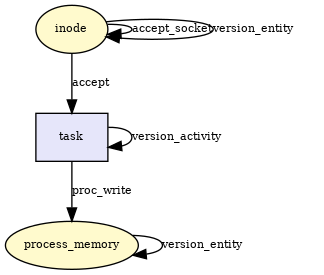 inode
accept_socket
version_entity
accept
task
version_activity
proc_write
process_memory
version_entity